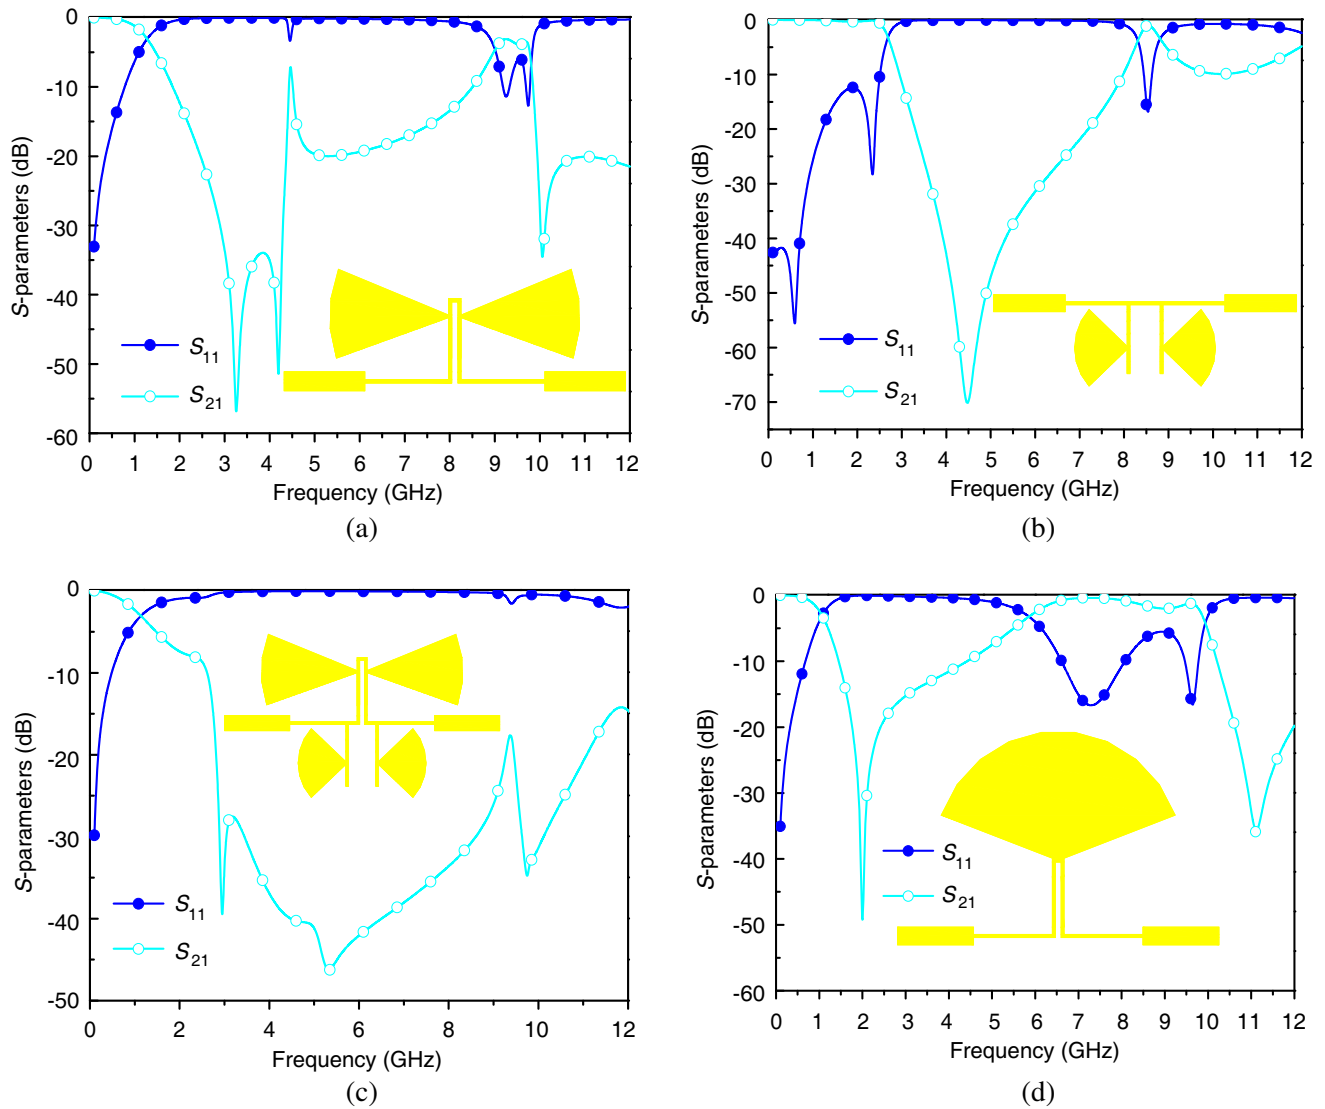 0
-10
-20
-30
-40
-50
-60
S-parameters (dB)
S11
S21
0 1 2 3 4 5 6 7 8 9 10 11 12
Frequency (GHz)
(a)
0
-10
-20
-30
-40
-50
-60
-70
S-parameters (dB)
S11
S21
0 1 2 3 4 5 6 7 8 9 10 11 12
Frequency (GHz)
(b)
0
-10
-20
-30
-40
-50
S-parameters (dB)
S11
S21
0 2 4 6 8 10 12
Frequency (GHz)
(c)
0
-10
-20
-30
-40
-50
-60
S-parameters (dB)
S11
S21
0 1 2 3 4 5 6 7 8 9 10 11 12
Frequency (GHz)
(d)